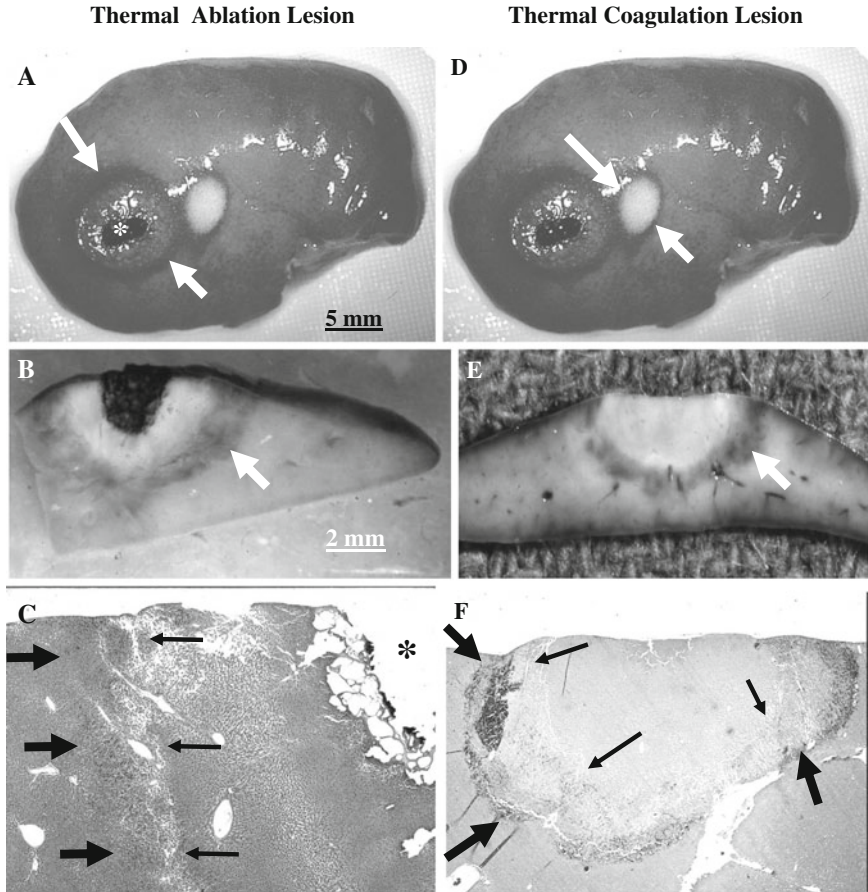 Thermal Ablation Lesion
Thermal Coagulation Lesion
A
*
5 mm
D
B
2 mm
E
C
*
F